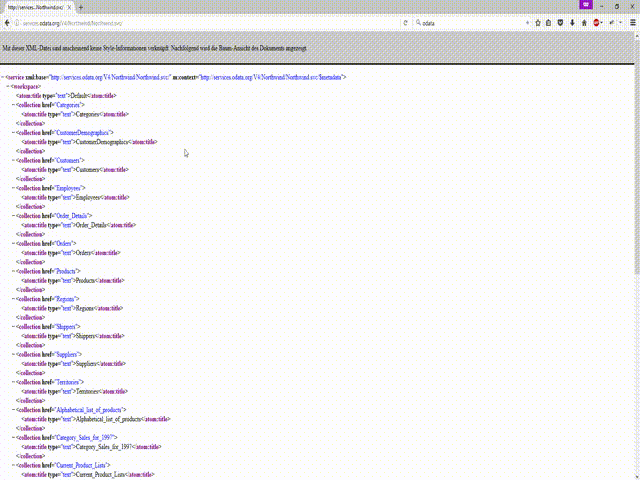 http://services...Northwind.svc/
services.odata.org/V4/Northwind/Northwind.svc/
odata
Mit dieser XML-Datei sind anscheinend keine Style-Informationen verknüpft. Nachfolgend wird die Baum-Ansicht des Dokuments angezeigt.
−<service xml:base="http://services.odata.org/V4/Northwind/Northwind.svc/" m:context="http://services.odata.org/V4/Northwind/Northwind.svc/$metadata">
−<workspace>
<atom:title type="text">Default</atom:title>
−<collection href="Categories">
<atom:title type="text">Categories</atom:title>
</collection>
−<collection href="CustomerDemographics">
<atom:title type="text">CustomerDemographics</atom:title>
</collection>
−<collection href="Customers">
<atom:title type="text">Customers</atom:title>
</collection>
−<collection href="Employees">
<atom:title type="text">Employees</atom:title>
</collection>
−<collection href="Order_Details">
<atom:title type="text">Order_Details</atom:title>
</collection>
−<collection href="Orders">
<atom:title type="text">Orders</atom:title>
</collection>
−<collection href="Products">
<atom:title type="text">Products</atom:title>
</collection>
−<collection href="Regions">
<atom:title type="text">Regions</atom:title>
</collection>
−<collection href="Shippers">
<atom:title type="text">Shippers</atom:title>
</collection>
−<collection href="Suppliers">
<atom:title type="text">Suppliers</atom:title>
</collection>
−<collection href="Territories">
<atom:title type="text">Territories</atom:title>
</collection>
−<collection href="Alphabetical_list_of_products">
<atom:title type="text">Alphabetical_list_of_products</atom:title>
</collection>
−<collection href="Category_Sales_for_1997">
<atom:title type="text">Category_Sales_for_1997</atom:title>
</collection>
−<collection href="Current_Product_Lists">
<atom:title type="text">Current_Product_Lists</atom:title>